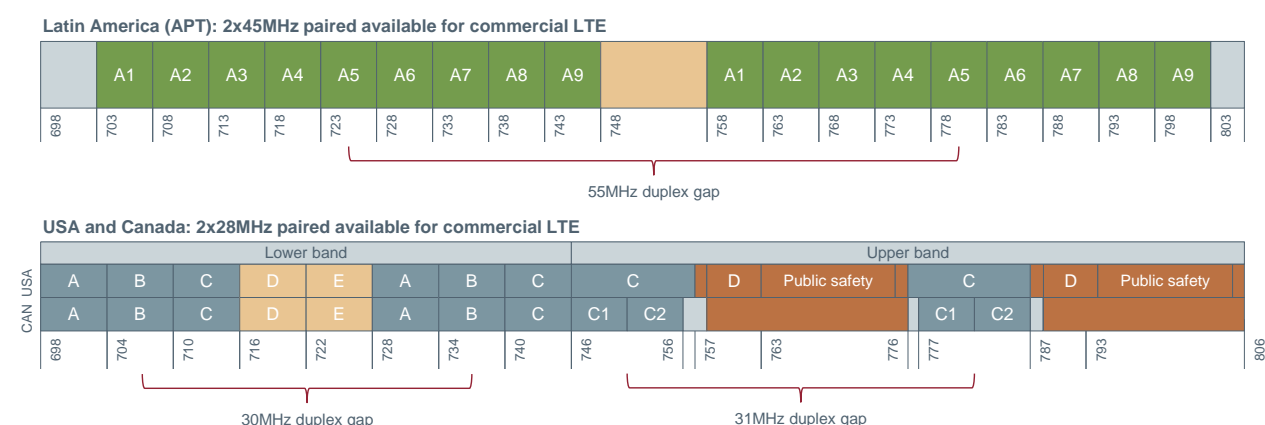 Latin America (APT): 2x45MHz paired available for commercial LTE
A1 A2 A3 A4 A5 A6 A7 A8 A9 A1 A2 A3 A4 A5 A6 A7 A8 A9
698 703 708 713 718 723 728 733 738 743 748 758 763 768 773 778 783 788 793 798 803
55MHz duplex gap
USA and Canada: 2x28MHz paired available for commercial LTE
Lower band Upper band
USA A B C D E A B C C D Public safety C D Public safety
CAN A B C D E A B C C1 C2 C1 C2
698 704 710 716 722 728 734 740 746 756 757 763 776 777 787 793 806
30MHz duplex gap 31MHz duplex gap